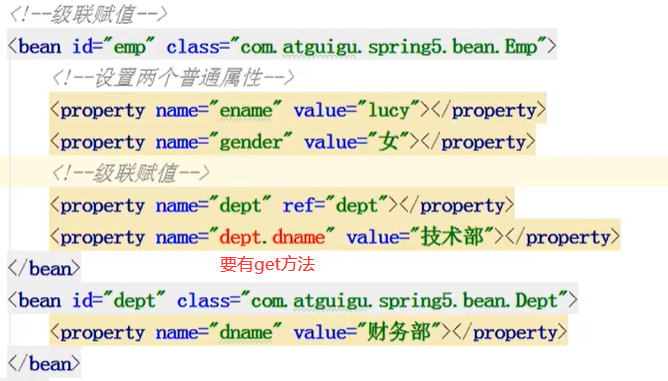 <!--级联赋值-->
<bean id="emp" class="com.atguigu.spring5.bean.Emp">
<!--设置两个普通属性-->
<property name="ename" value="lucy"></property>
<property name="gender" value="女"></property>
<!--级联赋值-->
<property name="dept" ref="dept"></property>
<property name="dept.dname" value="技术部"></property>
</bean>
要有get方法
<bean id="dept" class="com.atguigu.spring5.bean.Dept">
<property name="dname" value="财务部"></property>
</bean>